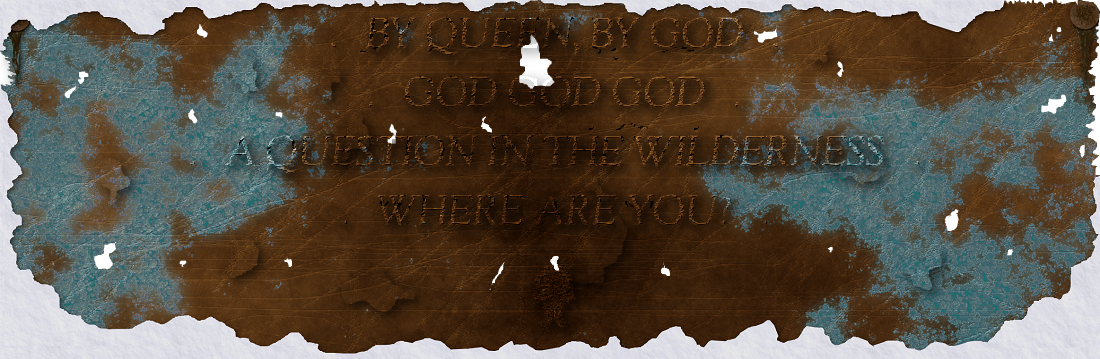 BY QUEEN, BY GOD
GOD GOD GOD
A QUESTION IN THE WILDERNESS
WHERE ARE YOU?